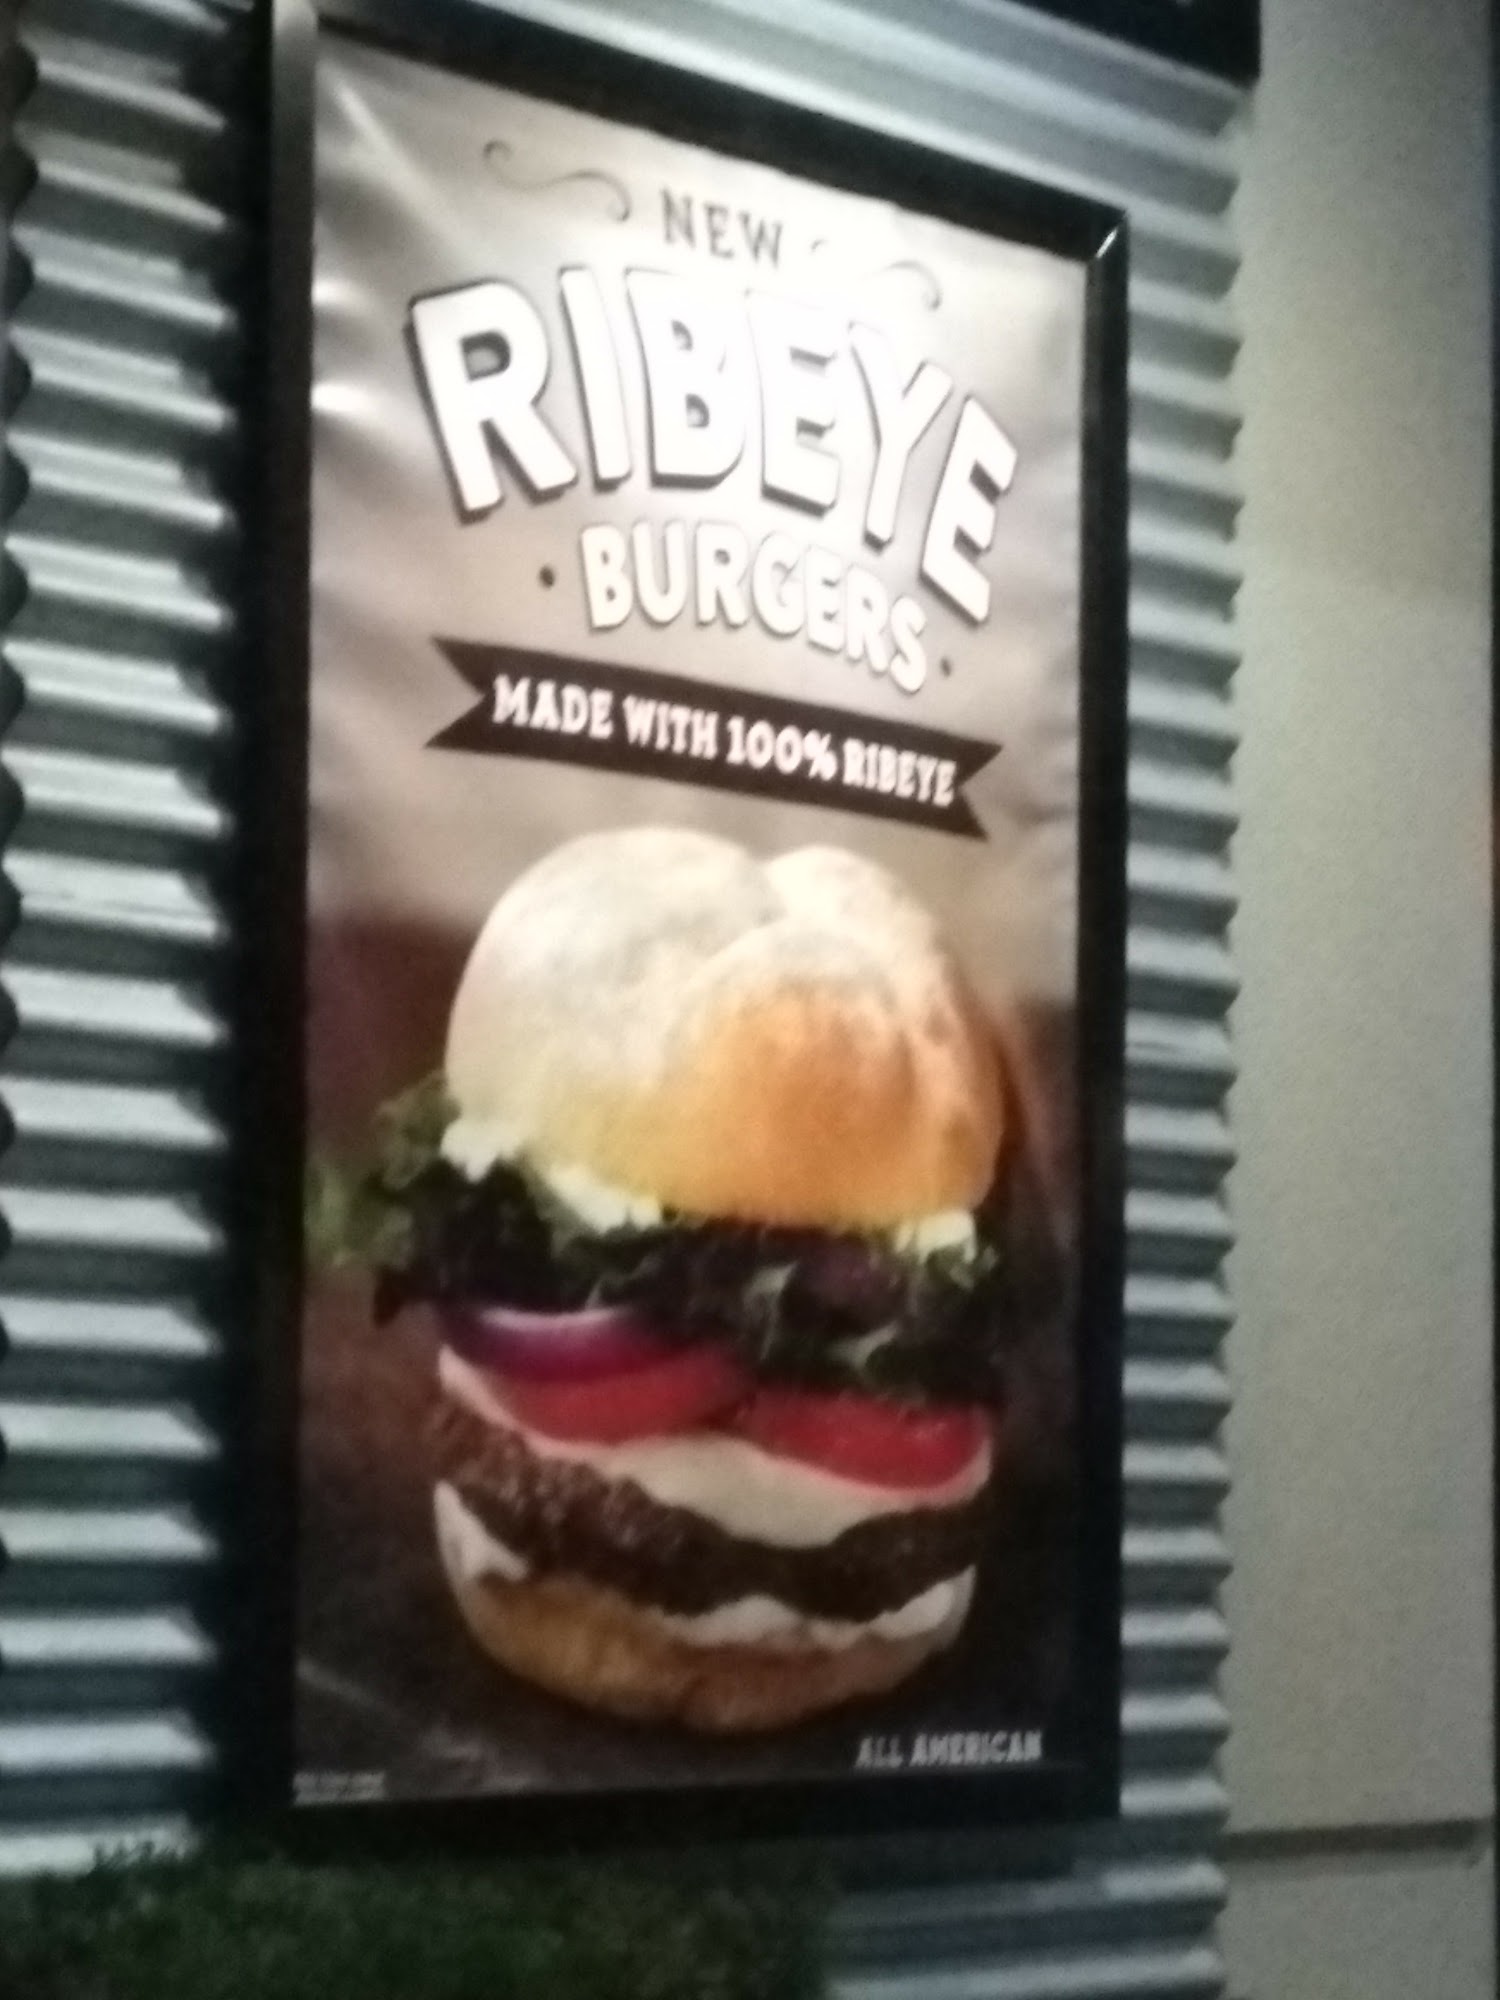 NEW
RIBEYE
• BURGERS •
MADE WITH 100% RIBEYE
ALL AMERICAN